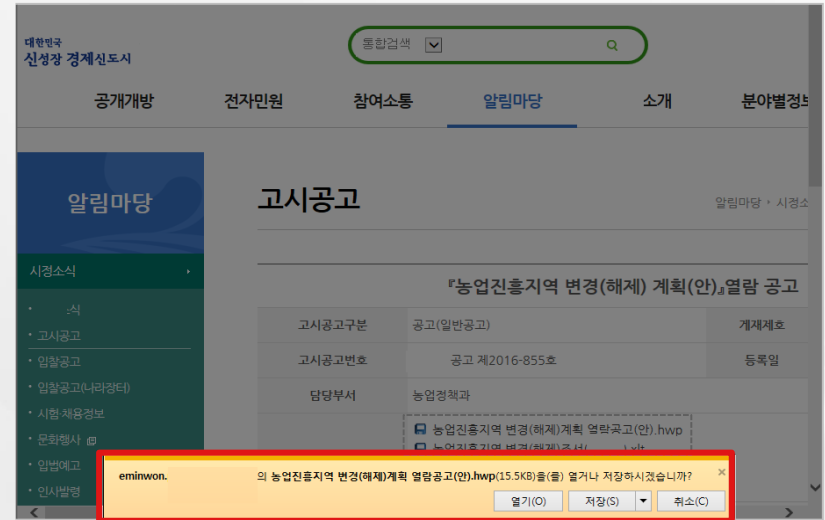 대한민국
신성장 경제신도시
통합검색
공개개방 전자민원 참여소통 알림마당 소개 분야별정보
알림마당
고시공고
알림마당 › 시정소
시정소식
식
『농업진흥지역 변경(해제) 계획(안)』열람 공고
고시공고
고시공고구분 공고(일반공고) 게재제호
입찰공고
고시공고번호 공고 제2016-855호 등록일
입찰공고(나라장터)
담당부서 농업정책과
시험·채용정보
농업진흥지역 변경(해제)계획 열람공고(안).hwp
문화행사
농업진흥지역 변경(해제)조서( ).xlt
입법예고
인사발령
eminwon. 의 농업진흥지역 변경(해제)계획 열람공고(안).hwp(15.5KB)을(를) 열거나 저장하시겠습니까? ×
열기(O) 저장(S) 취소(C)